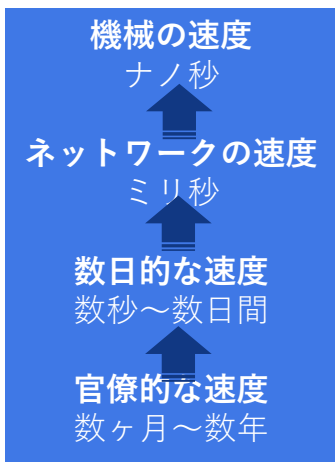 機械の速度
ナノ秒
ネットワークの速度
ミリ秒
数日的な速度
数秒～数日間
官僚的な速度
数ヶ月～数年